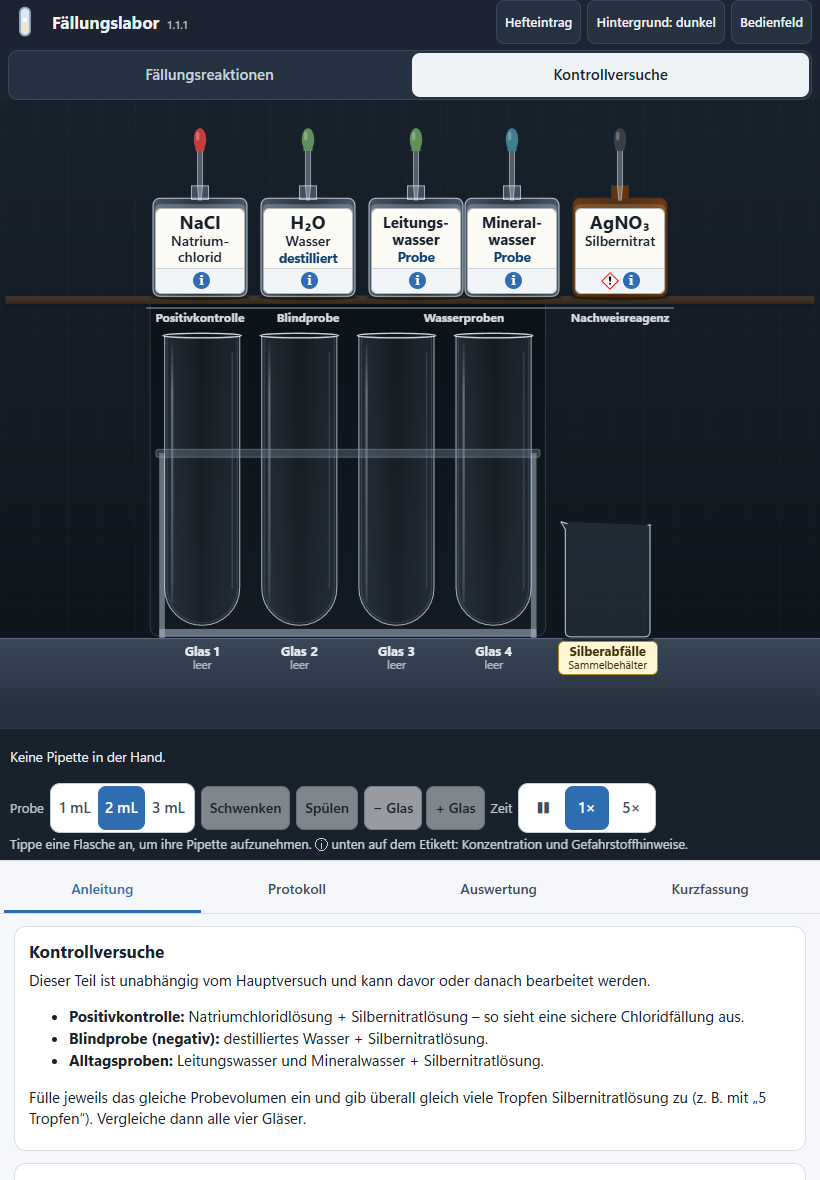 Fällungslabor 1.1.1
Hefteintrag
Hintergrund: dunkel
Bedienfeld
Fällungsreaktionen
Kontrollversuche
NaCl
Natrium-
chlorid
i
H₂O
Wasser
destilliert
i
Leitungs-
wasser
Probe
i
Mineral-
wasser
Probe
i
AgNO₃
Silbernitrat
! i
Positivkontrolle
Blindprobe
Wasserproben
Nachweisreagenz
Glas 1
leer
Glas 2
leer
Glas 3
leer
Glas 4
leer
Silberabfälle
Sammelbehälter
Keine Pipette in der Hand.
Probe 1 mL 2 mL 3 mL Schwenken Spülen − Glas + Glas Zeit 1× 5×
Tippe eine Flasche an, um ihre Pipette aufzunehmen. ⓘ unten auf dem Etikett: Konzentration und Gefahrstoffhinweise.
Anleitung
Protokoll
Auswertung
Kurzfassung
Kontrollversuche
Dieser Teil ist unabhängig vom Hauptversuch und kann davor oder danach bearbeitet werden.
• Positivkontrolle: Natriumchloridlösung + Silbernitratlösung – so sieht eine sichere Chloridfällung aus.
• Blindprobe (negativ): destilliertes Wasser + Silbernitratlösung.
• Alltagsproben: Leitungswasser und Mineralwasser + Silbernitratlösung.
Fülle jeweils das gleiche Probevolumen ein und gib überall gleich viele Tropfen Silbernitratlösung zu (z. B. mit „5
Tropfen“). Vergleiche dann alle vier Gläser.